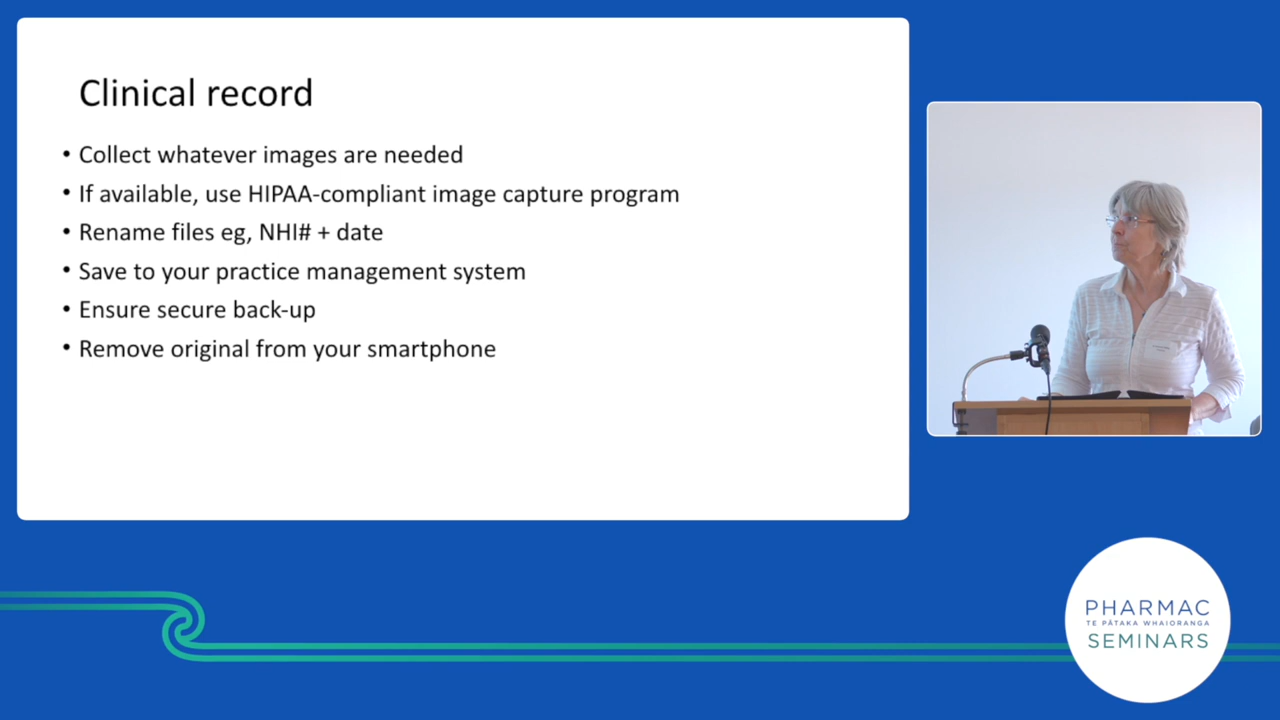 Clinical record
• Collect whatever images are needed
• If available, use HIPAA-compliant image capture program
• Rename files eg, NHI# + date
• Save to your practice management system
• Ensure secure back-up
• Remove original from your smartphone
PHARMAC
TE PĀTAKA WHAIORANGA
SEMINARS